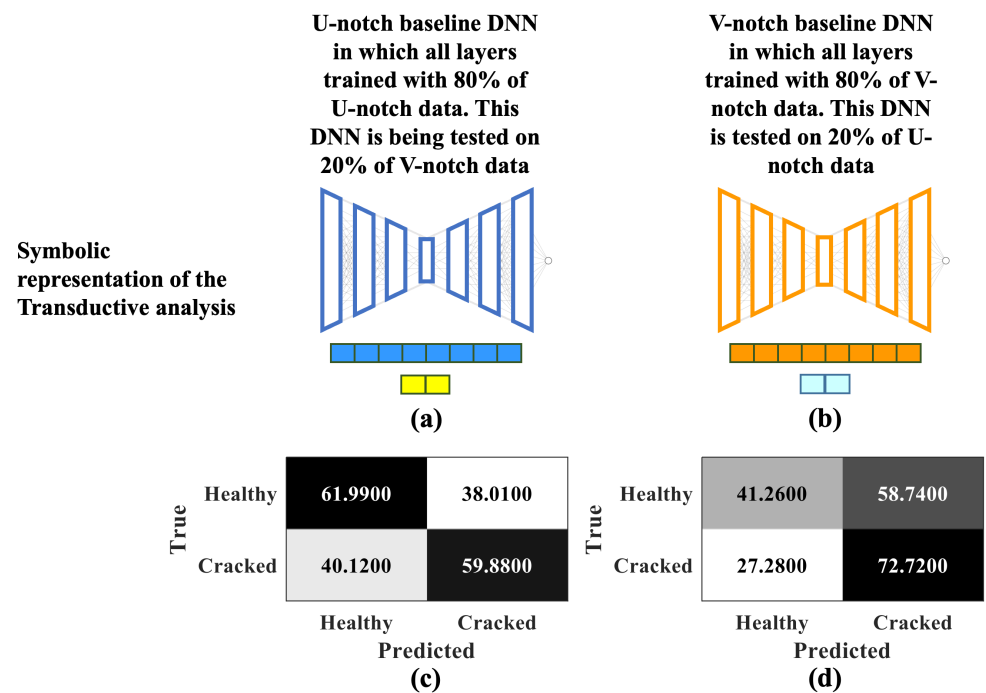 U-notch baseline DNN
in which all layers
trained with 80% of
U-notch data. This
DNN is being tested on
20% of V-notch data
V-notch baseline DNN
in which all layers
trained with 80% of V-
notch data. This DNN
is tested on 20% of U-
notch data
Symbolic
representation of the
Transductive analysis
(a)
(b)
True
Healthy
61.9900
38.0100
Cracked
40.1200
59.8800
Healthy
Cracked
Predicted
(c)
True
Healthy
41.2600
58.7400
Cracked
27.2800
72.7200
Healthy
Cracked
Predicted
(d)